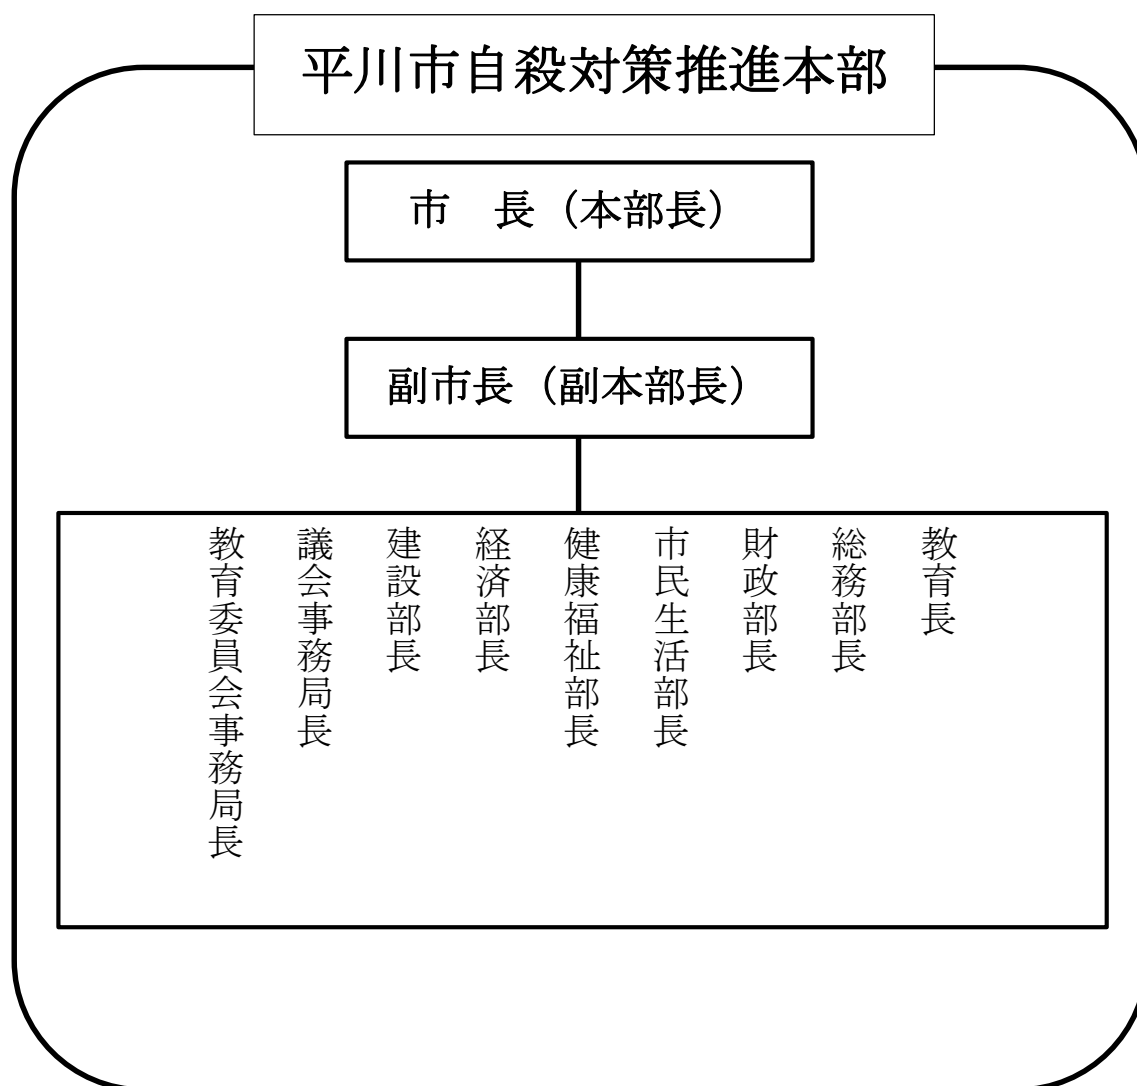 平川市自殺対策推進本部
市　長（本部長）
副市長（副本部長）
教育長
総務部長
財政部長
市民生活部長
健康福祉部長
経済部長
建設部長
議会事務局長
教育委員会事務局長